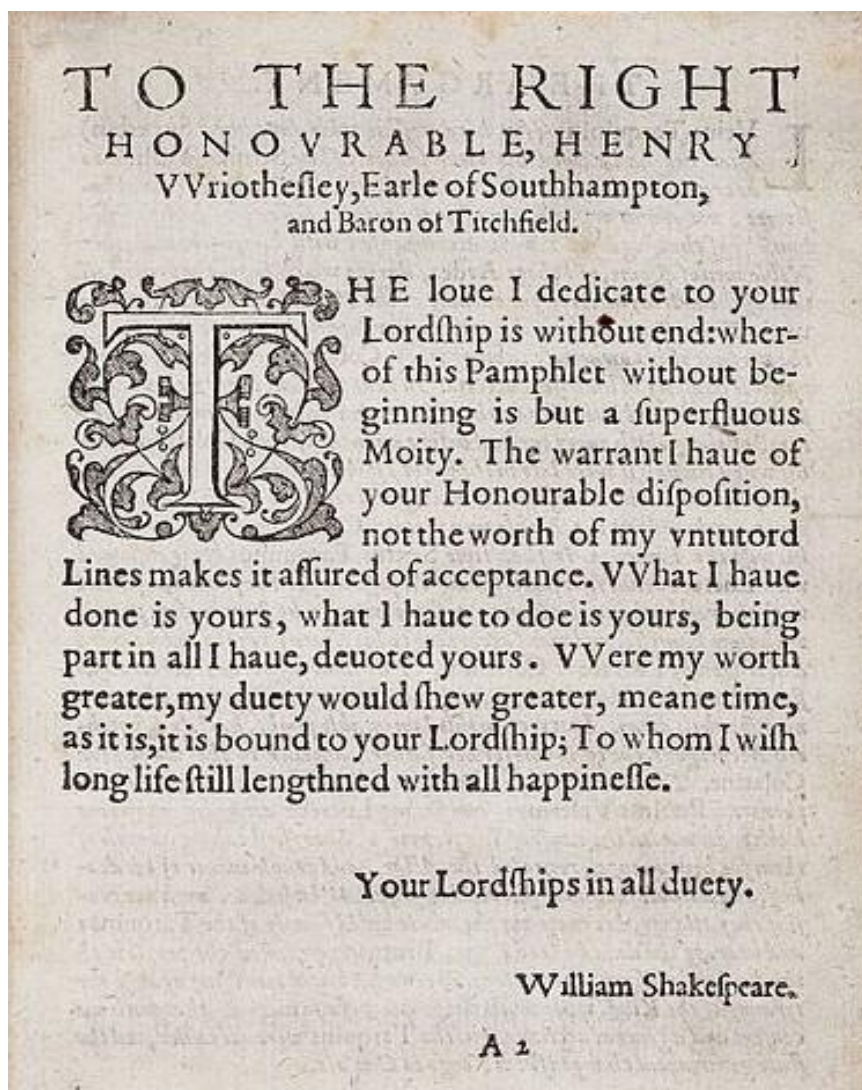 TO THE RIGHT
HONOVRABLE, HENRY
VVriotheſley, Earle of Southhampton,
and Baron of Titchfield.
THE loue I dedicate to your
Lordſhip is without end: wher-
of this Pamphlet without be-
ginning is but a ſuperfluous
Moity. The warrant I haue of
your Honourable diſpoſition,
not the worth of my vntutord
Lines makes it aſſured of acceptance. VVhat I haue
done is yours, what I haue to doe is yours, being
part in all I haue, deuoted yours. VVere my worth
greater, my duety would ſhew greater, meane time,
as it is, it is bound to your Lordſhip; To whom I wiſh
long life ſtill lengthned with all happineſſe.
Your Lordſhips in all duety.
William Shakeſpeare.
A 2